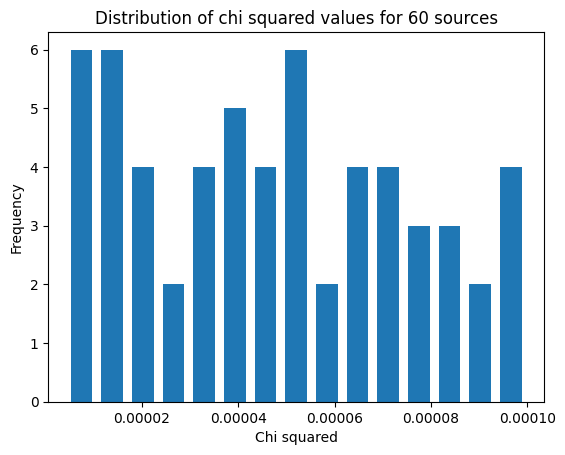 Distribution of chi squared values for 60 sources
Frequency
6
5
4
3
2
1
0
0.00002 0.00004 0.00006 0.00008 0.00010
Chi squared